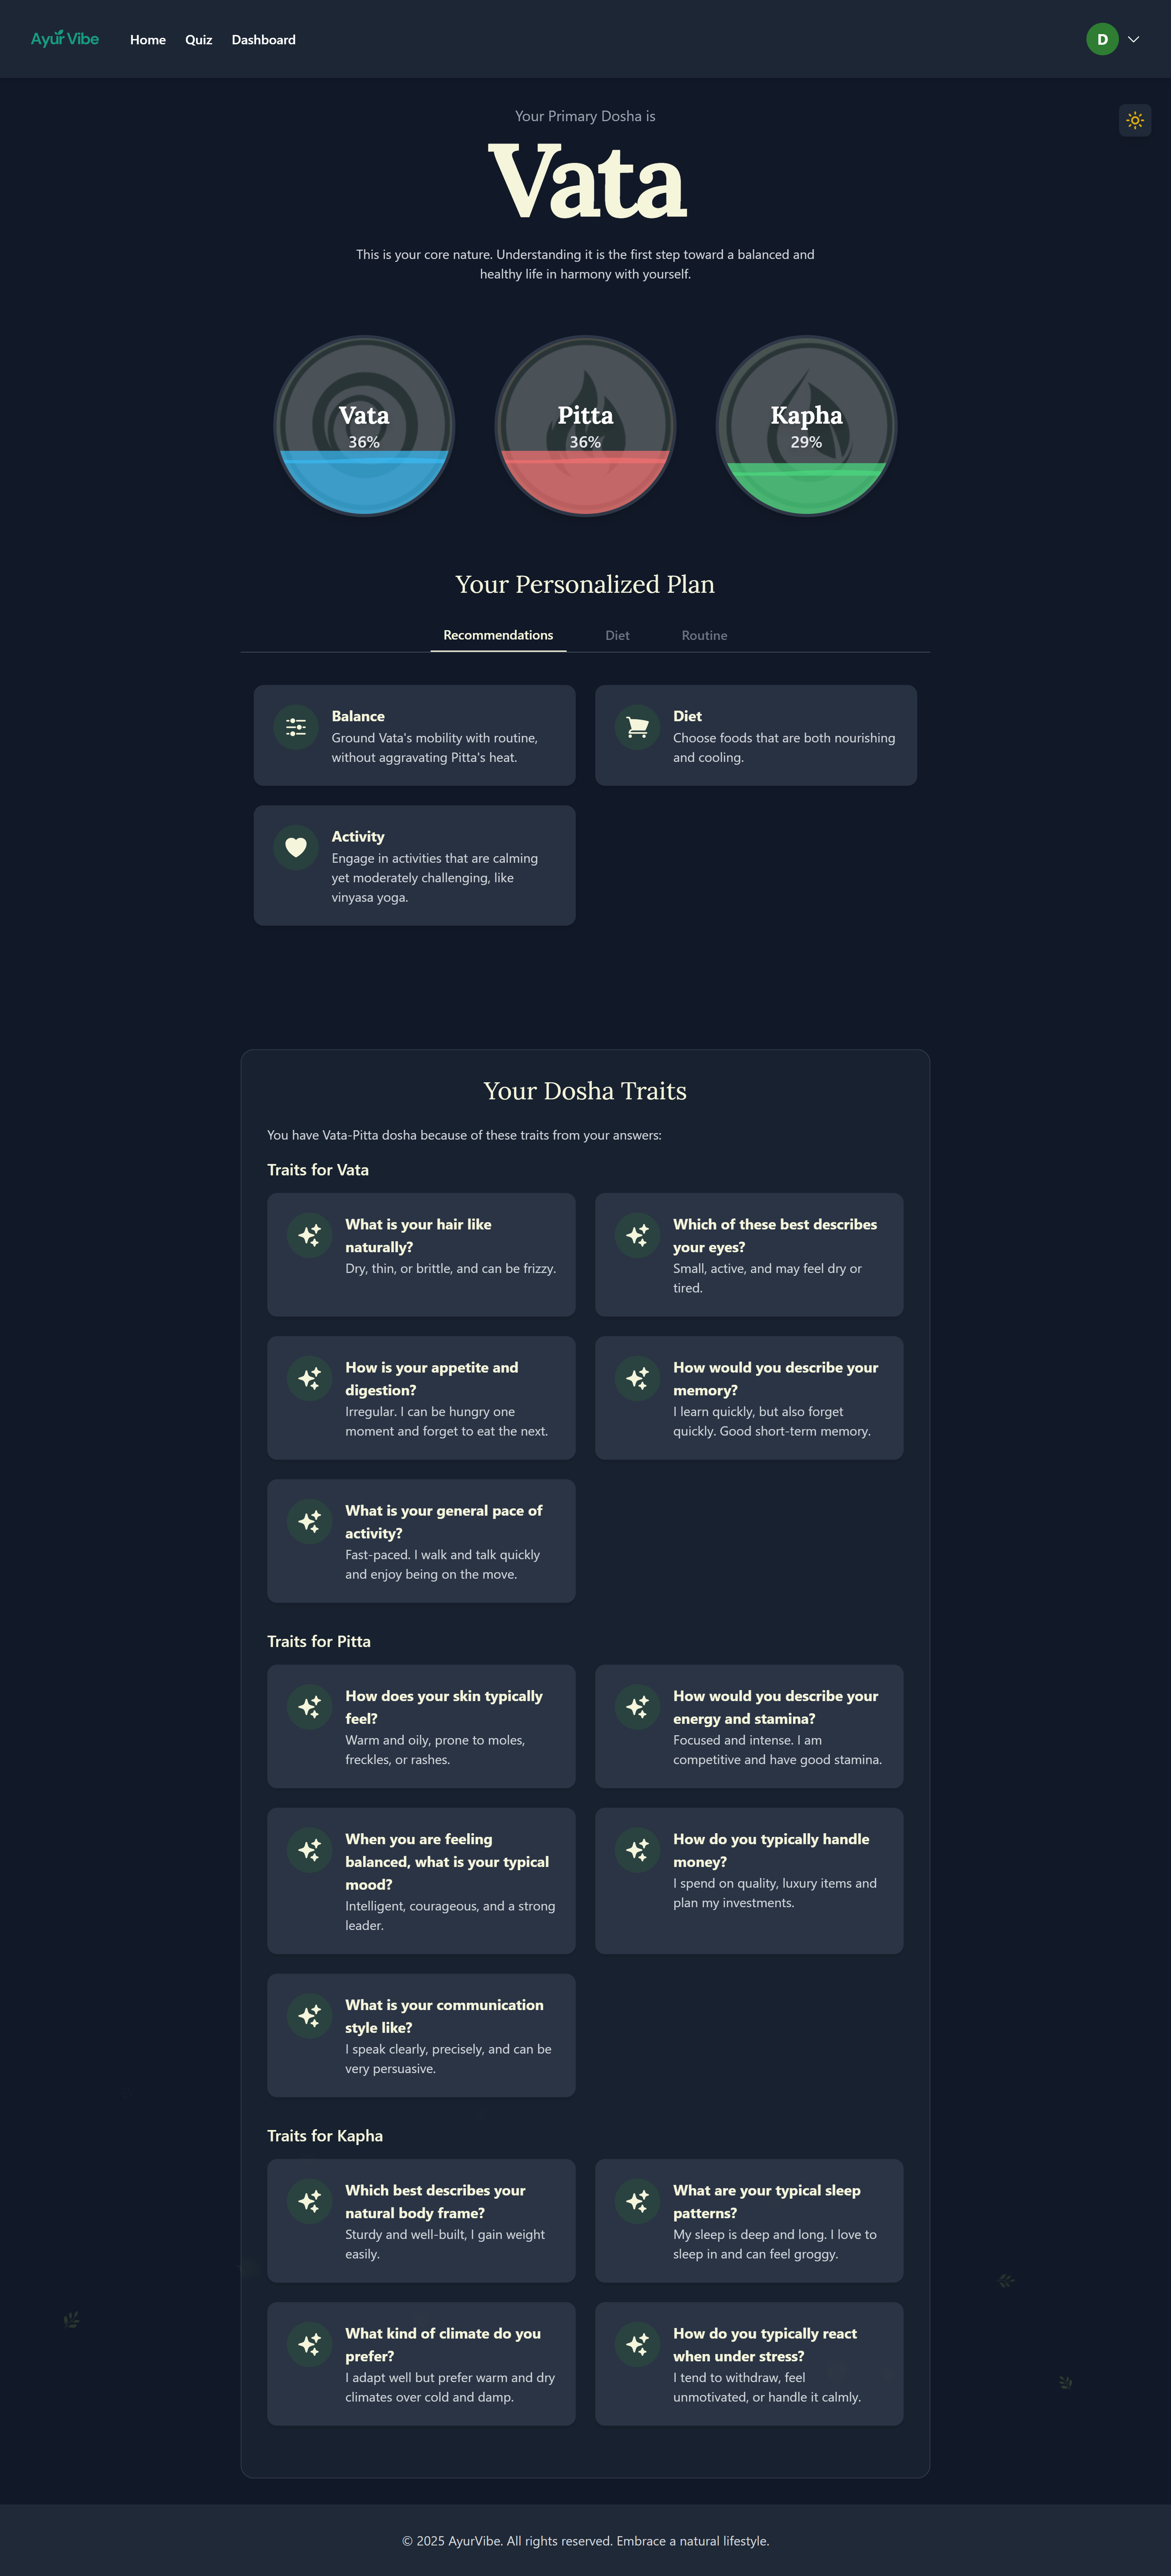 Ayur Vibe
Home Quiz Dashboard
D
Your Primary Dosha is
Vata
This is your core nature. Understanding it is the first step toward a balanced and
healthy life in harmony with yourself.
Vata
36%
Pitta
36%
Kapha
29%
Your Personalized Plan
Recommendations Diet Routine
Balance
Ground Vata's mobility with routine,
without aggravating Pitta's heat.
Diet
Choose foods that are both nourishing
and cooling.
Activity
Engage in activities that are calming
yet moderately challenging, like
vinyasa yoga.
Your Dosha Traits
You have Vata-Pitta dosha because of these traits from your answers:
Traits for Vata
What is your hair like
naturally?
Dry, thin, or brittle, and can be frizzy.
Which of these best describes
your eyes?
Small, active, and may feel dry or
tired.
How is your appetite and
digestion?
Irregular. I can be hungry one
moment and forget to eat the next.
How would you describe your
memory?
I learn quickly, but also forget
quickly. Good short-term memory.
What is your general pace of
activity?
Fast-paced. I walk and talk quickly
and enjoy being on the move.
Traits for Pitta
How does your skin typically
feel?
Warm and oily, prone to moles,
freckles, or rashes.
How would you describe your
energy and stamina?
Focused and intense. I am
competitive and have good stamina.
When you are feeling
balanced, what is your typical
mood?
Intelligent, courageous, and a strong
leader.
How do you typically handle
money?
I spend on quality, luxury items and
plan my investments.
What is your communication
style like?
I speak clearly, precisely, and can be
very persuasive.
Traits for Kapha
Which best describes your
natural body frame?
Sturdy and well-built, I gain weight
easily.
What are your typical sleep
patterns?
My sleep is deep and long. I love to
sleep in and can feel groggy.
What kind of climate do you
prefer?
I adapt well but prefer warm and dry
climates over cold and damp.
How do you typically react
when under stress?
I tend to withdraw, feel
unmotivated, or handle it calmly.
© 2025 AyurVibe. All rights reserved. Embrace a natural lifestyle.